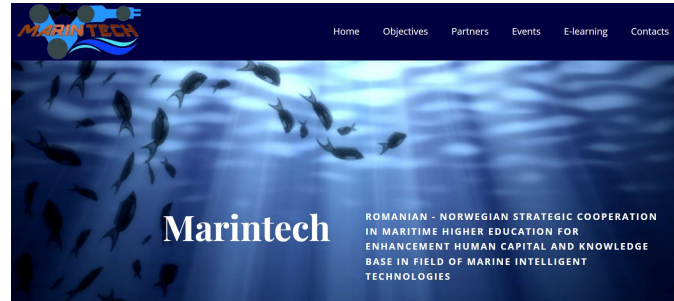 MARINTECH
Home Objectives Partners Events E-learning Contacts
Marintech
ROMANIAN - NORWEGIAN STRATEGIC COOPERATION
IN MARITIME HIGHER EDUCATION FOR
ENHANCEMENT HUMAN CAPITAL AND KNOWLEDGE
BASE IN FIELD OF MARINE INTELLIGENT
TECHNOLOGIES